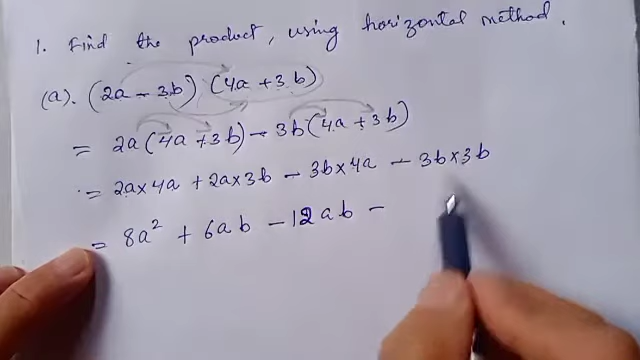 1. Find the product, using horizontal method.
(a). (2a - 3b) (4a + 3b)
= 2a(4a + 3b) - 3b(4a + 3b)
= 2a×4a + 2a×3b - 3b×4a - 3b×3b
= 8a² + 6ab - 12ab -